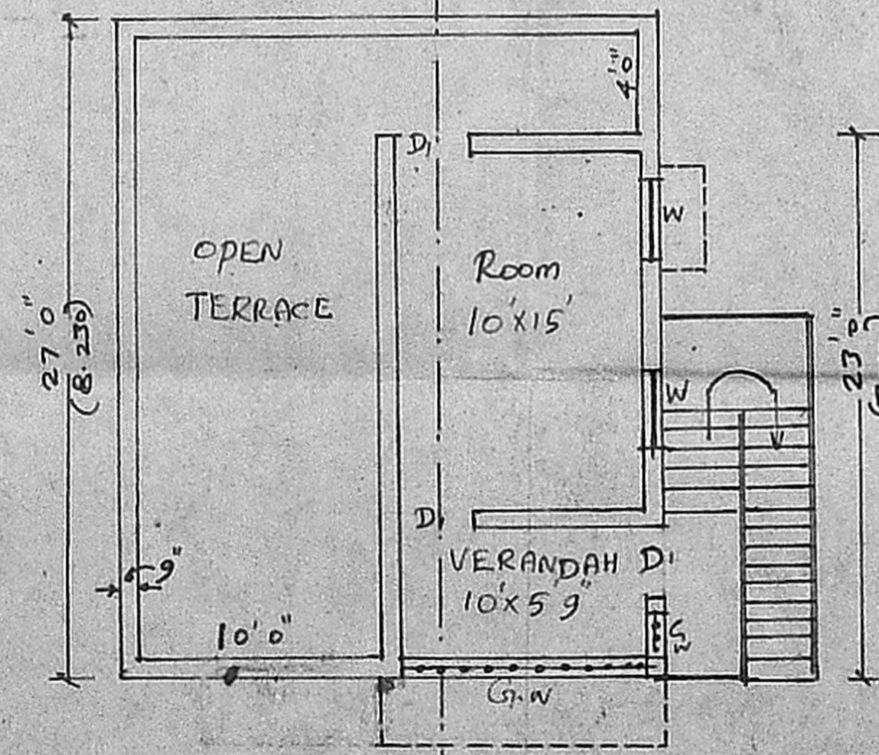 4'0"
D1
W
OPEN
TERRACE
Room
10'X15'
27'0"
(8.230)
23'0"
W
D
VERANDAH D1
10'X5'9"
9"
10'0"
G.W
G.W